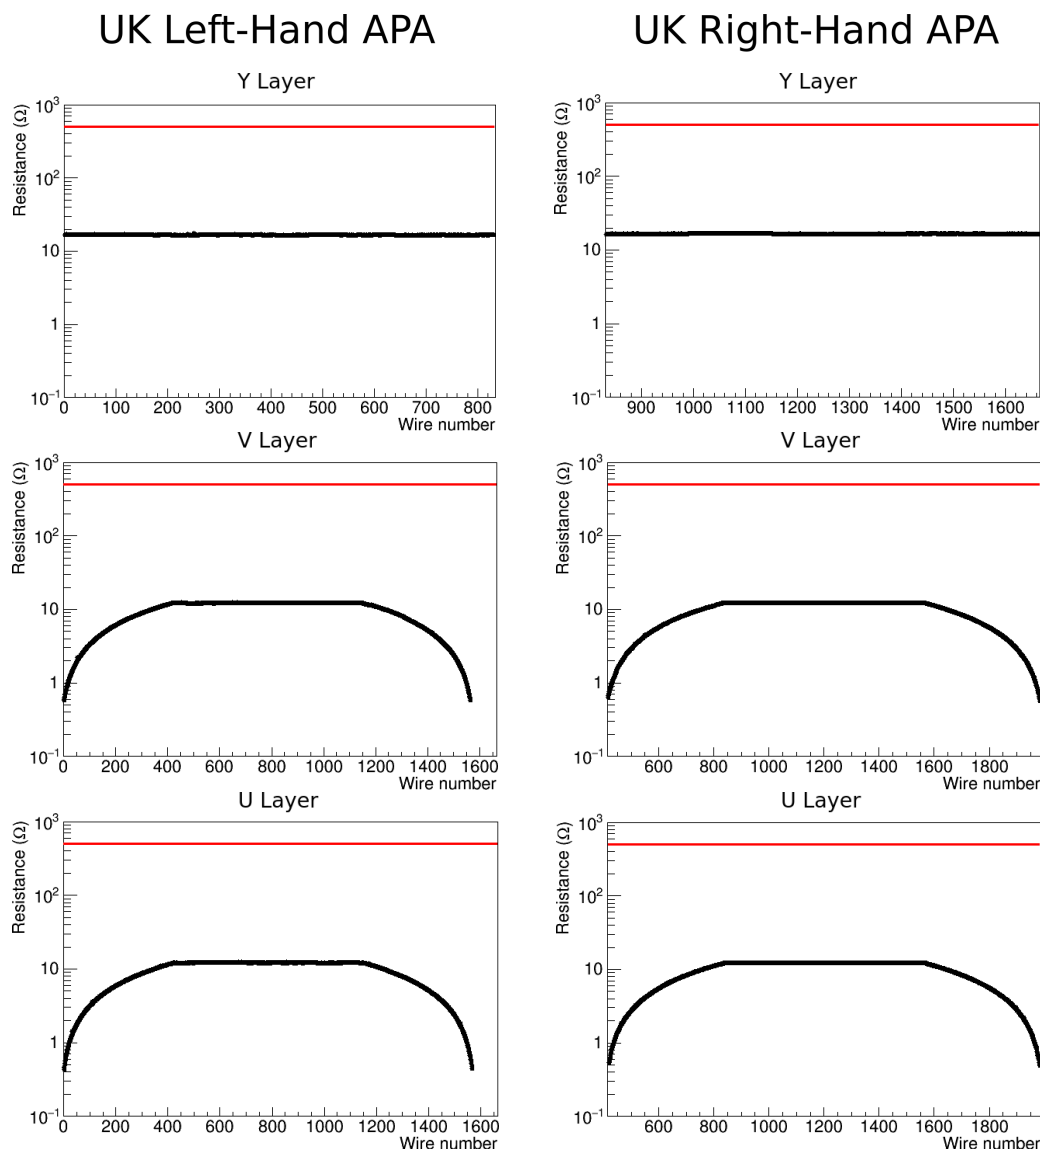 UK Left-Hand APA
UK Right-Hand APA
Y Layer
Resistance (Ω)
10³
10²
10
1
10⁻¹
0 100 200 300 400 500 600 700 800
Wire number
Y Layer
Resistance (Ω)
10³
10²
10
1
10⁻¹
900 1000 1100 1200 1300 1400 1500 1600
Wire number
V Layer
Resistance (Ω)
10³
10²
10
1
10⁻¹
0 200 400 600 800 1000 1200 1400 1600
Wire number
V Layer
Resistance (Ω)
10³
10²
10
1
10⁻¹
600 800 1000 1200 1400 1600 1800
Wire number
U Layer
Resistance (Ω)
10³
10²
10
1
10⁻¹
0 200 400 600 800 1000 1200 1400 1600
Wire number
U Layer
Resistance (Ω)
10³
10²
10
1
10⁻¹
600 800 1000 1200 1400 1600 1800
Wire number